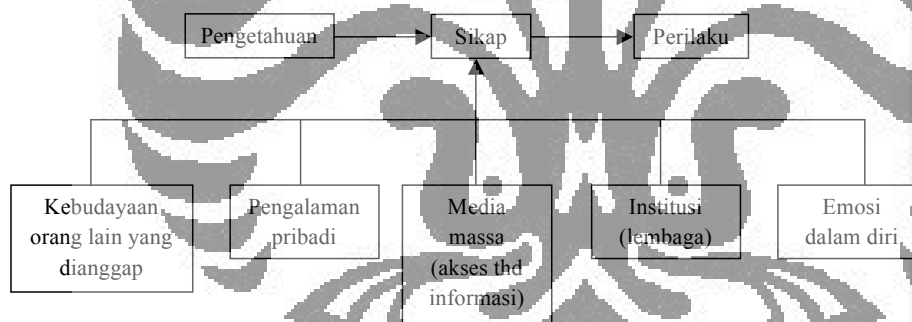 Pengetahuan
Sikap
Perilaku
Kebudayaan
orang lain yang
dianggap
Pengalaman
pribadi
Media
massa
(akses thd
informasi)
Institusi
(lembaga)
Emosi
dalam diri